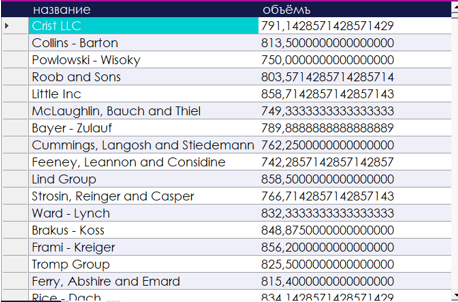 название объёмь
Crist LLC 791,1428571428571429
Collins - Barton 813,5000000000000000
Powlowski - Wisoky 750,0000000000000000
Roob and Sons 803,5714285714285714
Little Inc 858,7142857142857143
McLaughlin, Bauch and Thiel 749,3333333333333333
Bayer - Zulauf 789,8888888888888889
Cummings, Langosh and Stiedemann 762,2500000000000000
Feeney, Leannon and Considine 742,2857142857142857
Lind Group 858,5000000000000000
Strosin, Reinger and Casper 766,7142857142857143
Ward - Lynch 832,3333333333333333
Brakus - Koss 848,8750000000000000
Frami - Kreiger 856,2000000000000000
Tromp Group 825,5000000000000000
Ferry, Abshire and Emard 815,4000000000000000
Rice - Dach 834,1428571428571429